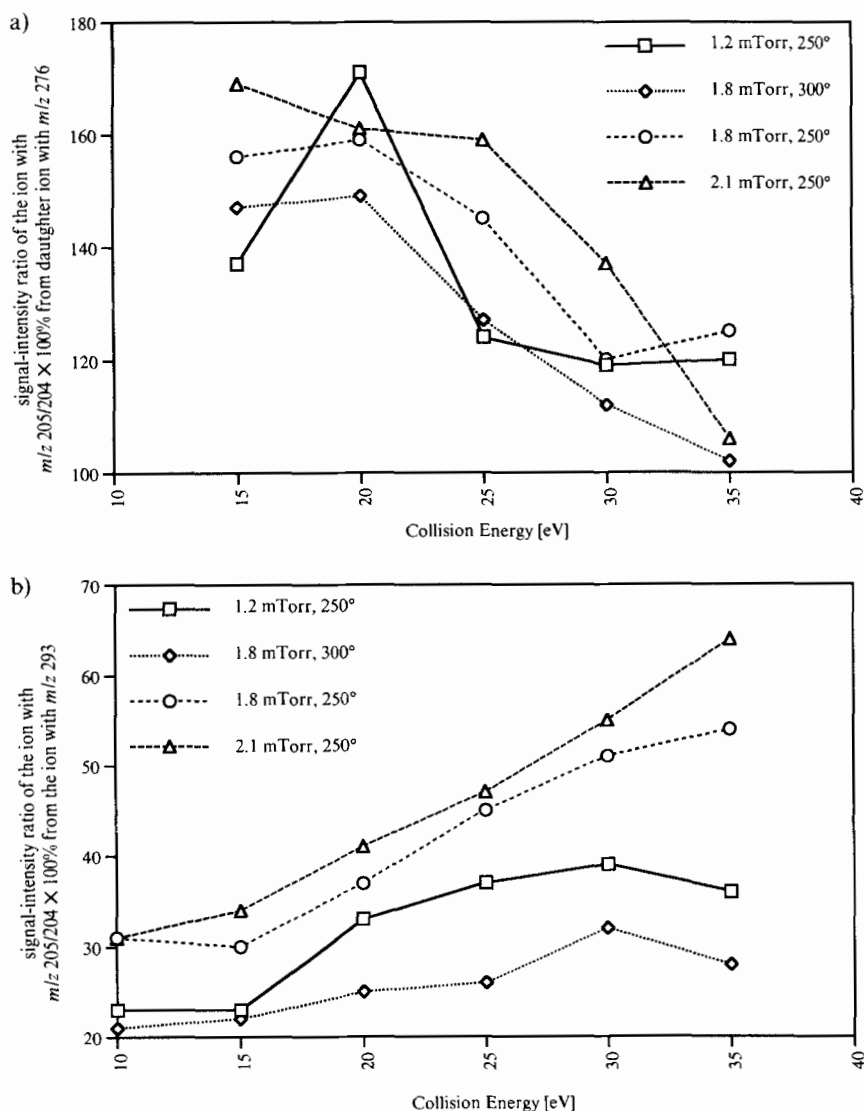 a)
signal-intensity ratio of the ion with
m/z 205/204 × 100% from dautghter ion with m/z 276
180
160
140
120
100
10
15
20
25
30
35
40
Collision Energy [eV]
1.2 mTorr, 250°
1.8 mTorr, 300°
1.8 mTorr, 250°
2.1 mTorr, 250°
b)
signal-intensity ratio of the ion with
m/z 205/204 × 100% from the ion with m/z 293
70
60
50
40
30
20
10
15
20
25
30
35
40
Collision Energy [eV]
1.2 mTorr, 250°
1.8 mTorr, 300°
1.8 mTorr, 250°
2.1 mTorr, 250°